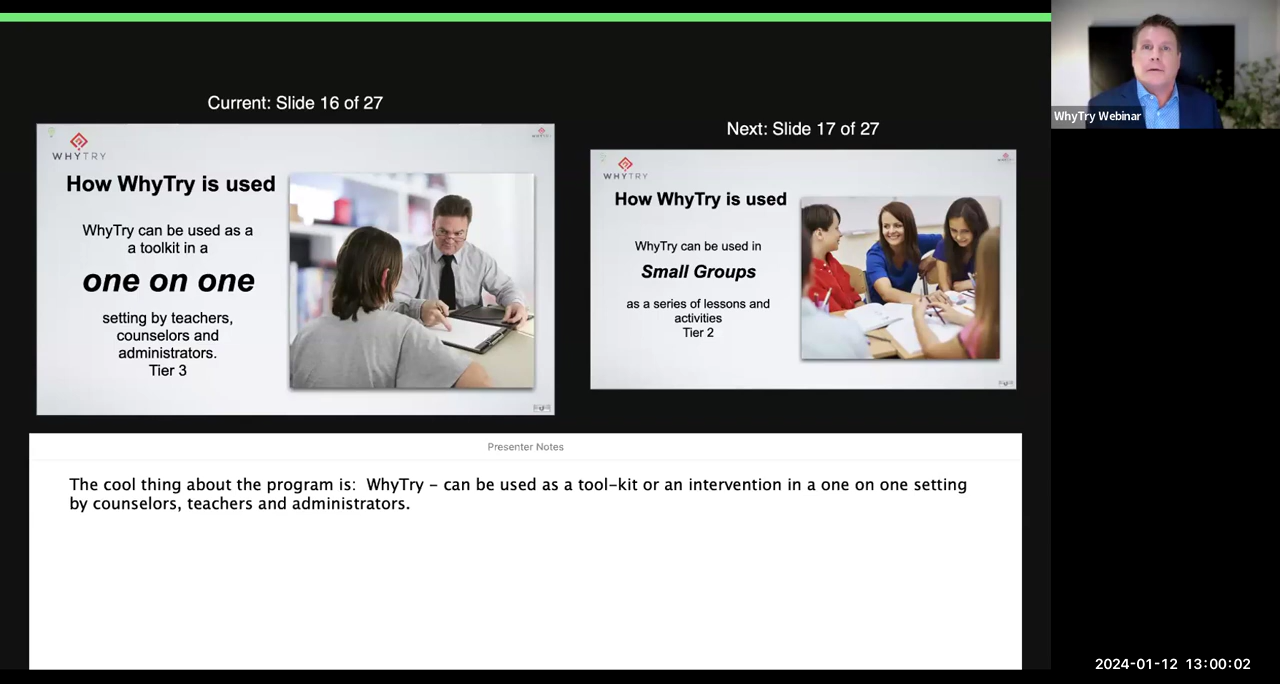 Current: Slide 16 of 27
WHYTRY
How WhyTry is used
WhyTry can be used as a
a toolkit in a
one on one
setting by teachers,
counselors and
administrators.
Tier 3
Next: Slide 17 of 27
WHYTRY
How WhyTry is used
WhyTry can be used in
Small Groups
as a series of lessons and
activities
Tier 2
Presenter Notes
The cool thing about the program is:  WhyTry – can be used as a tool-kit or an intervention in a one on one setting
by counselors, teachers and administrators.
WhyTry Webinar
2024-01-12 13:00:02